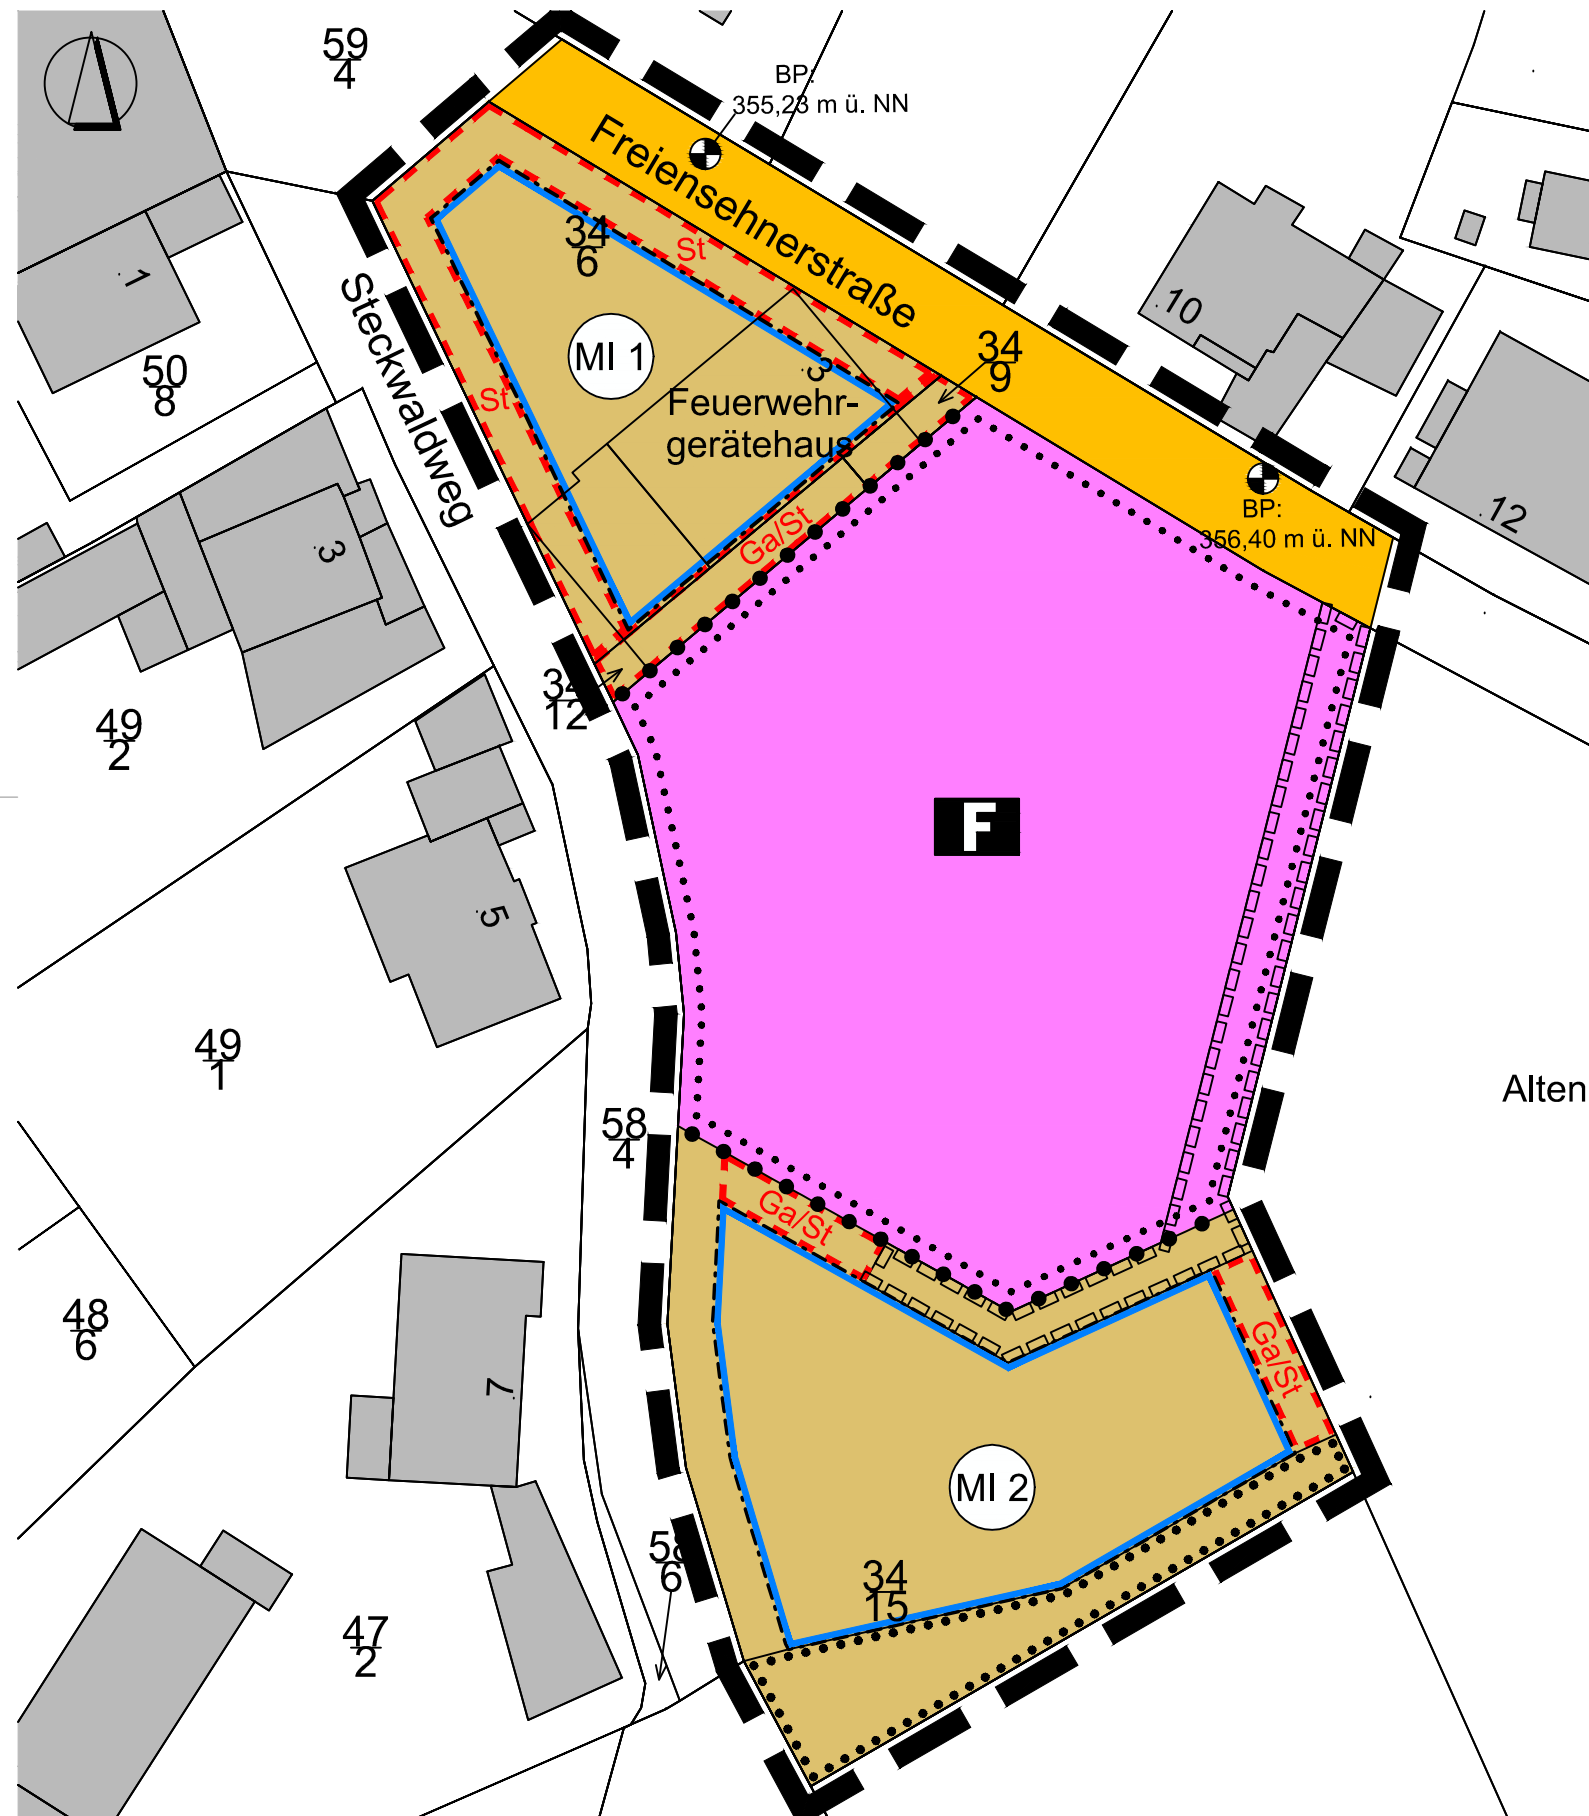 59
4
BP:
355,23 m ü. NN
Freiensehnerstraße
34
6
St
10
1
Steckwaldweg
MI 1
34
9
3
50
8
St
Feuerwehr-
gerätehaus
BP:
356,40 m ü. NN
12
Ga/St
3
34
12
49
2
F
5
49
1
Alten
58
4
Ga/St
48
6
Ga/St
7
MI 2
58
6
34
15
47
2